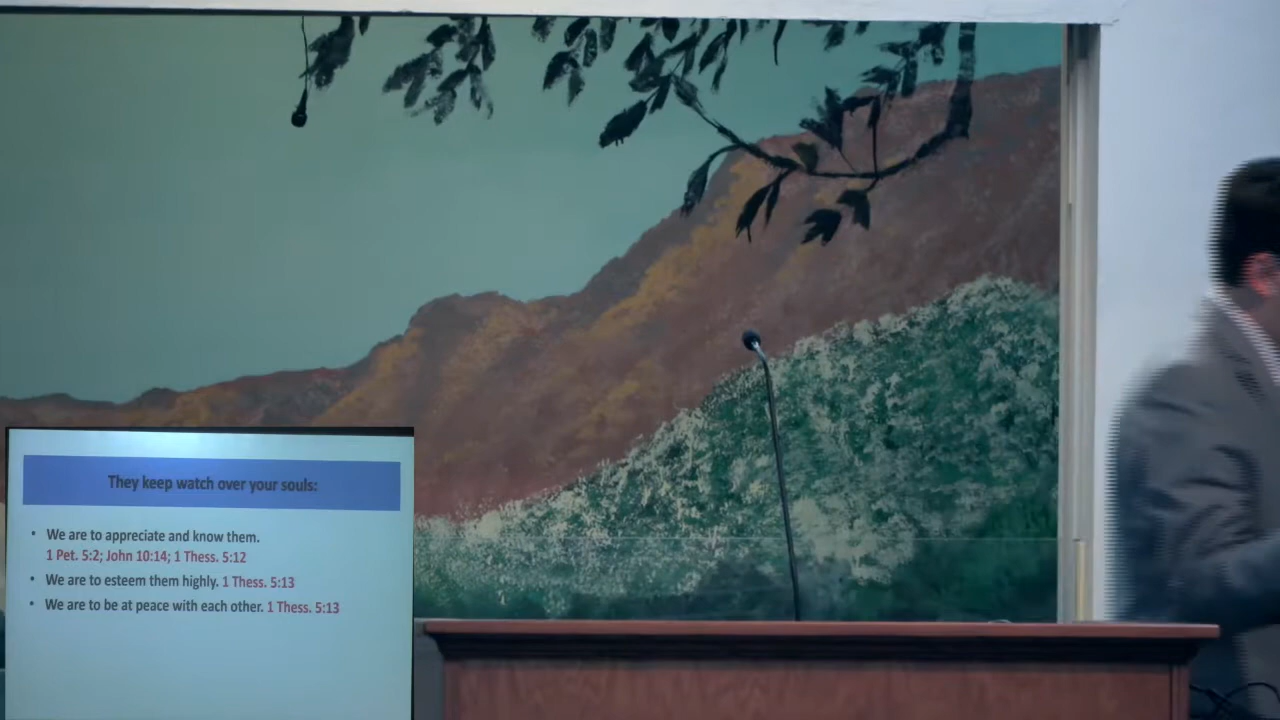 They keep watch over your souls:
• We are to appreciate and know them.
1 Pet. 5:2; John 10:14; 1 Thess. 5:12
• We are to esteem them highly. 1 Thess. 5:13
• We are to be at peace with each other. 1 Thess. 5:13